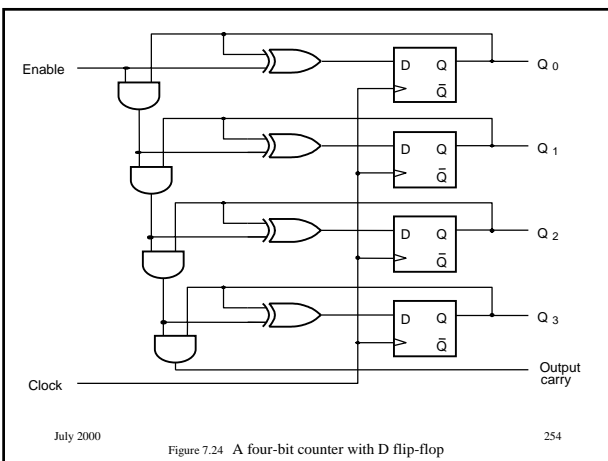 Enable
D Q
Q̄
Q 0
D Q
Q̄
Q 1
D Q
Q̄
Q 2
D Q
Q̄
Q 3
Output
carry
Clock
July 2000
Figure 7.24 A four-bit counter with D flip-flop
254